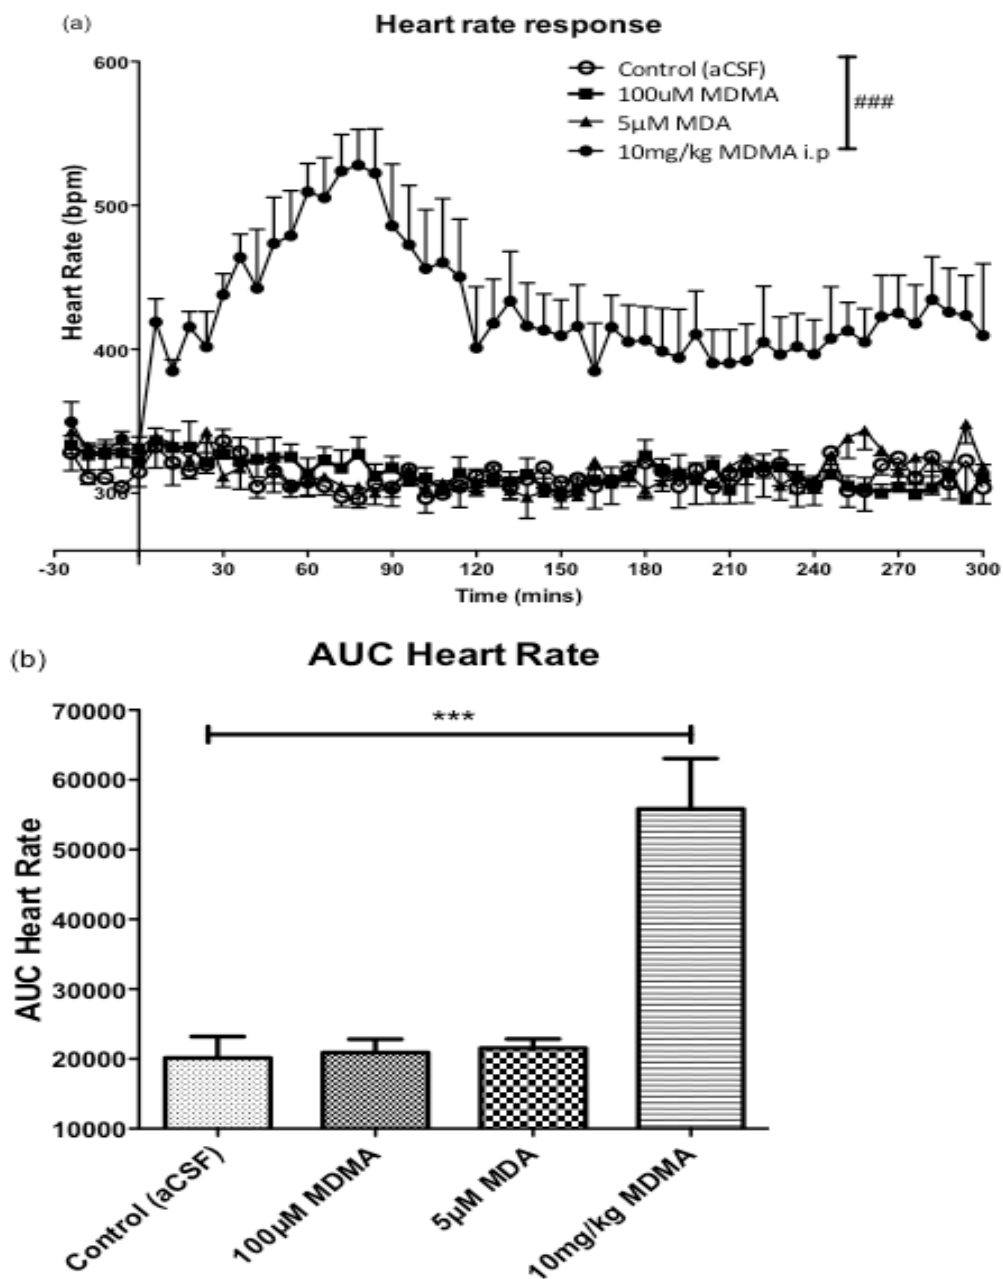 (a)
Heart rate response
Control (aCSF)
100uM MDMA
5µM MDA
10mg/kg MDMA i.p
###
600
500
400
300
Heart Rate (bpm)
-30 30 60 90 120 150 180 210 240 270 300
Time (mins)
(b)
AUC Heart Rate
***
70000
60000
50000
40000
30000
20000
10000
AUC Heart Rate
Control (aCSF)
100µM MDMA
5µM MDA
10mg/kg MDMA